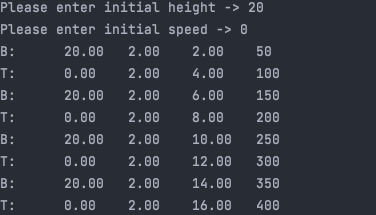 Please enter initial height -> 20
Please enter initial speed -> 0
B: 20.00 2.00 2.00 50
T: 0.00 2.00 4.00 100
B: 20.00 2.00 6.00 150
T: 0.00 2.00 8.00 200
B: 20.00 2.00 10.00 250
T: 0.00 2.00 12.00 300
B: 20.00 2.00 14.00 350
T: 0.00 2.00 16.00 400